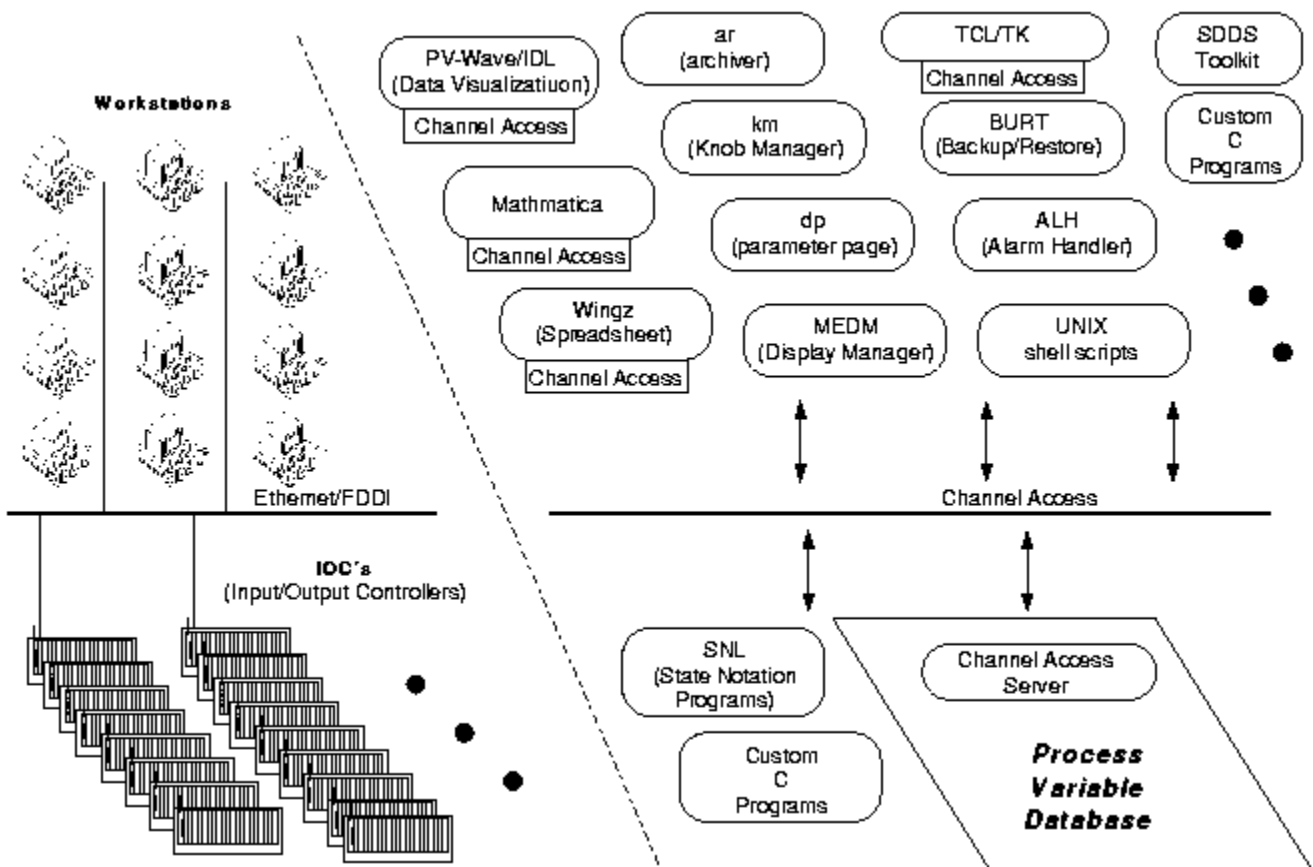 Workstations
Ethernet/FDDI
IOC's
(Input/Output Controllers)
PV-Wave/IDL
(Data Visualizatiuon)
Channel Access
ar
(archiver)
TCL/TK
Channel Access
SDDS
Toolkit
km
(Knob Manager)
BURT
(Backup/Restore)
Custom
C
Programs
Mathmatica
Channel Access
dp
(parameter page)
ALH
(Alarm Handler)
Wingz
(Spreadsheet)
Channel Access
MEDM
(Display Manager)
UNIX
shell scripts
Channel Access
SNL
(State Notation
Programs)
Channel Access
Server
Custom
C
Programs
Process
Variable
Database